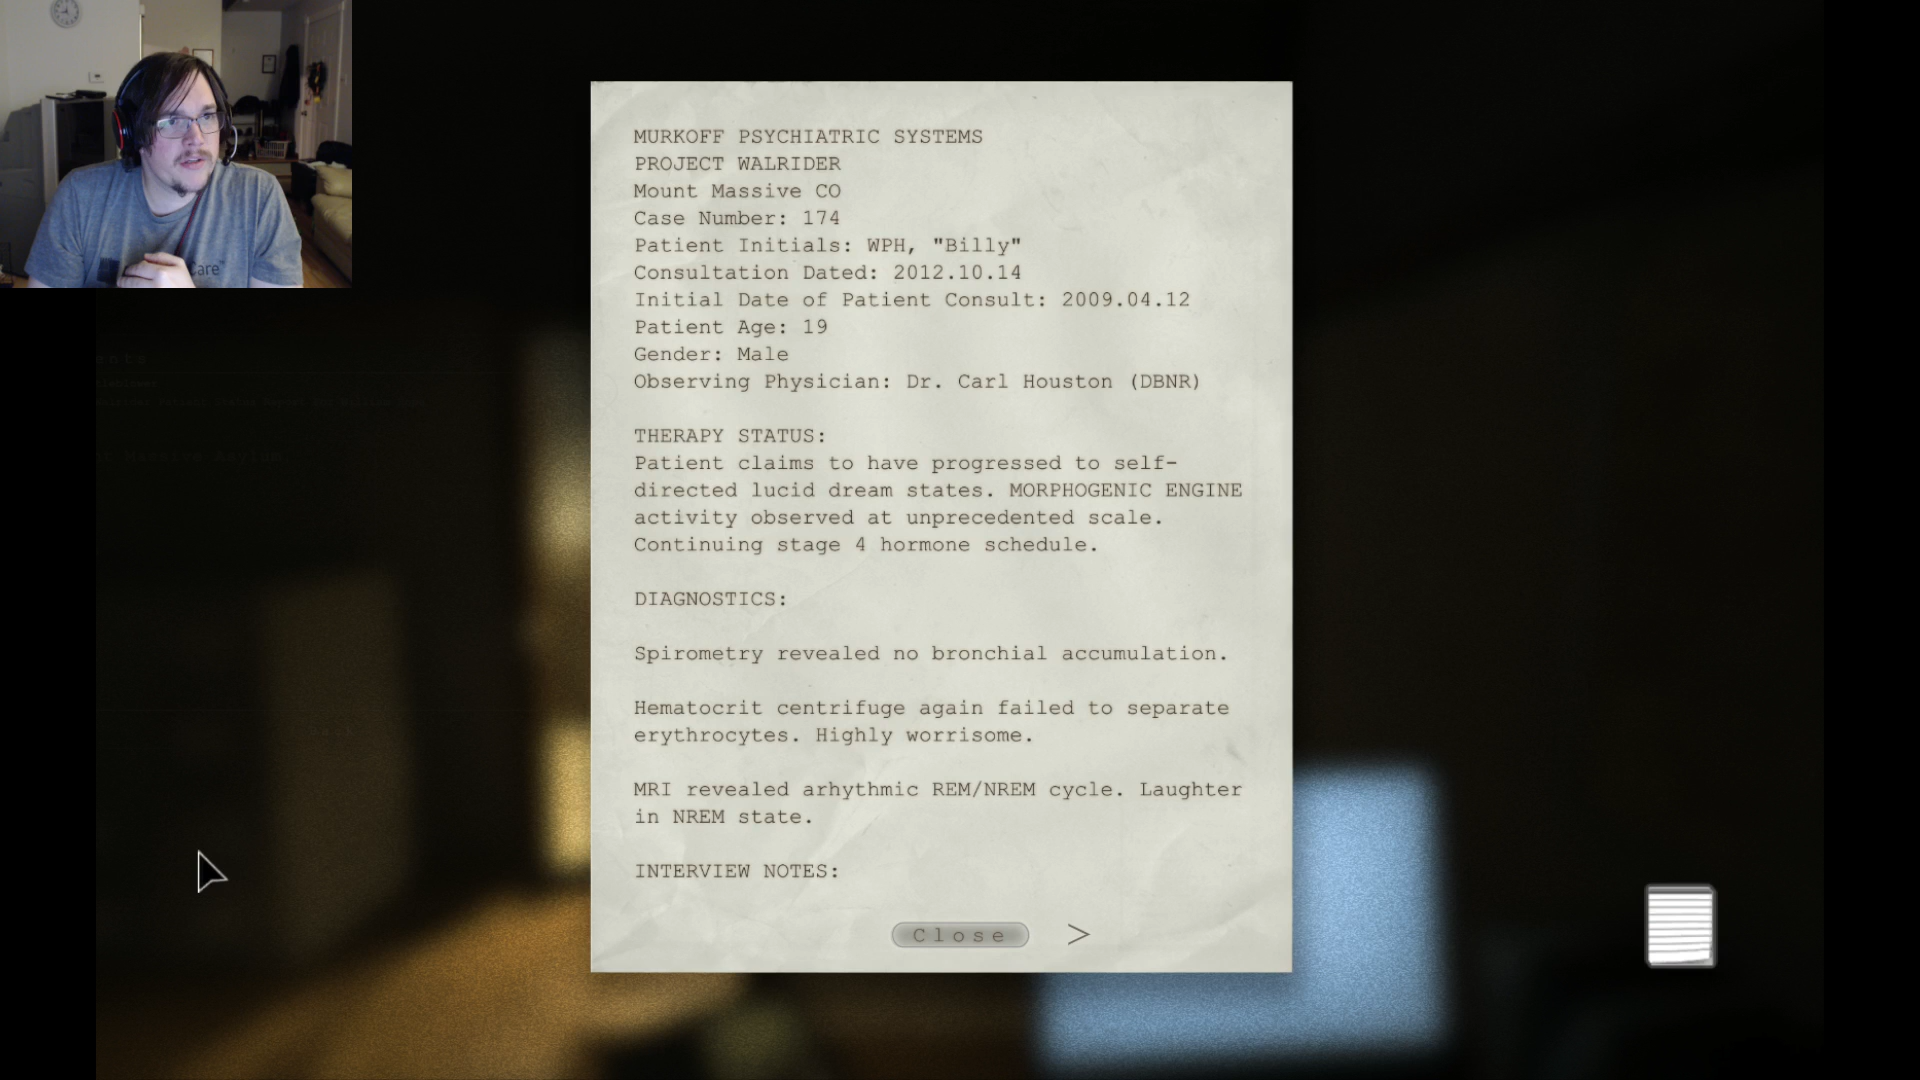 MURKOFF PSYCHIATRIC SYSTEMS
PROJECT WALRIDER
Mount Massive CO
Case Number: 174
Patient Initials: WPH, "Billy"
Consultation Dated: 2012.10.14
Initial Date of Patient Consult: 2009.04.12
Patient Age: 19
Gender: Male
Observing Physician: Dr. Carl Houston (DBNR)
THERAPY STATUS:
Patient claims to have progressed to self-
directed lucid dream states. MORPHOGENIC ENGINE
activity observed at unprecedented scale.
Continuing stage 4 hormone schedule.
DIAGNOSTICS:
Spirometry revealed no bronchial accumulation.
Hematocrit centrifuge again failed to separate
erythrocytes. Highly worrisome.
MRI revealed arhythmic REM/NREM cycle. Laughter
in NREM state.
INTERVIEW NOTES:
Close >
Care